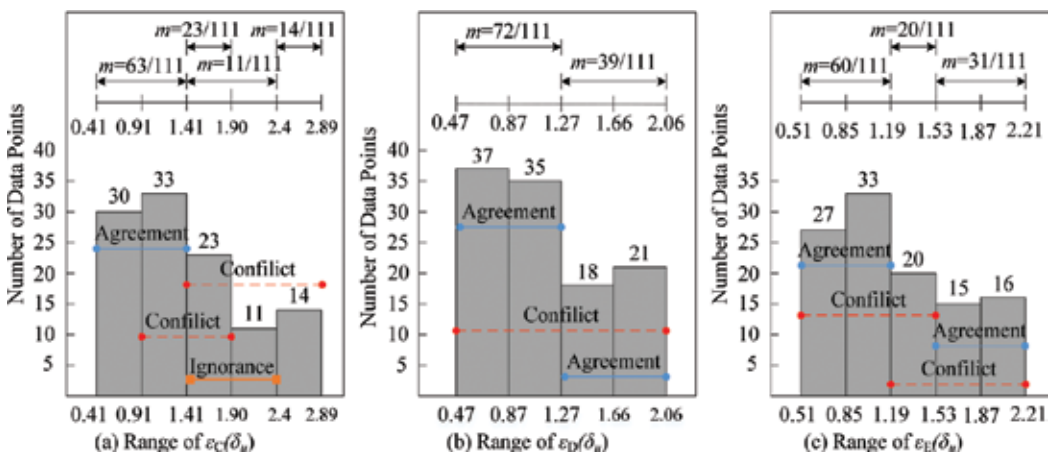 m=23/111 m=14/111
m=63/111 m=11/111
0.41 0.91 1.41 1.90 2.4 2.89
Number of Data Points
40
35
30
25
20
15
10
5
30
33
23
11
14
Agreement
Confilict
Confilict
Ignorance
0.41 0.91 1.41 1.90 2.4 2.89
(a) Range of εC(δu)
m=72/111
m=39/111
0.47 0.87 1.27 1.66 2.06
Number of Data Points
40
35
30
25
20
15
10
5
37
35
18
21
Agreement
Conflict
Agreement
0.47 0.87 1.27 1.66 2.06
(b) Range of εD(δu)
m=20/111
m=60/111 m=31/111
0.51 0.85 1.19 1.53 1.87 2.21
Number of Data Points
40
35
30
25
20
15
10
5
27
33
20
15
16
Agreement
Conflict
Agreement
Conflict
0.51 0.85 1.19 1.53 1.87 2.21
(c) Range of εE(δu)